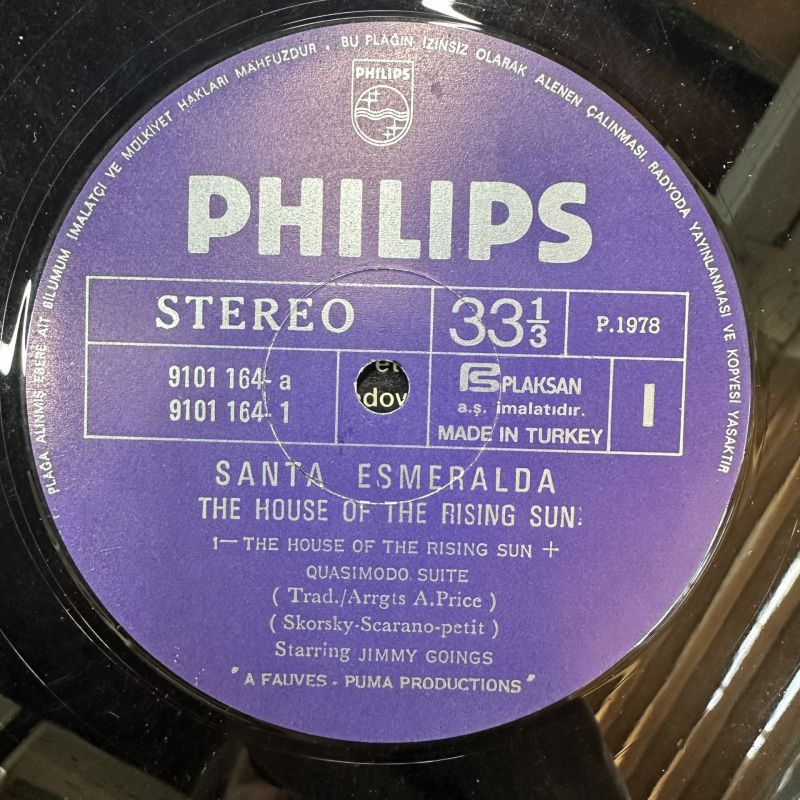 PLAĞA ALINMIŞ ESERE AİT BİLUMUM İMALATÇI VE MÜLKİYET HAKLARI MAHFUZDUR · BU PLAĞIN İZİNSİZ OLARAK ALENEN ÇALINMASI, RADYODA YAYINLANMASI VE KOPYESİ YASAKTIR
PHILIPS
PHILIPS
STEREO
33 1/3
P.1978
9101 164-a
9101 164-1
dov
PLAKSAN
a.ş. imalatıdır.
MADE IN TURKEY
I
SANTA ESMERALDA
THE HOUSE OF THE RISING SUN
1— THE HOUSE OF THE RISING SUN +
QUASIMODO SUITE
( Trad./Arrgts A.Price )
( Skorsky-Scarano-petit )
Starring JIMMY GOINGS
"A FAUVES - PUMA PRODUCTIONS"